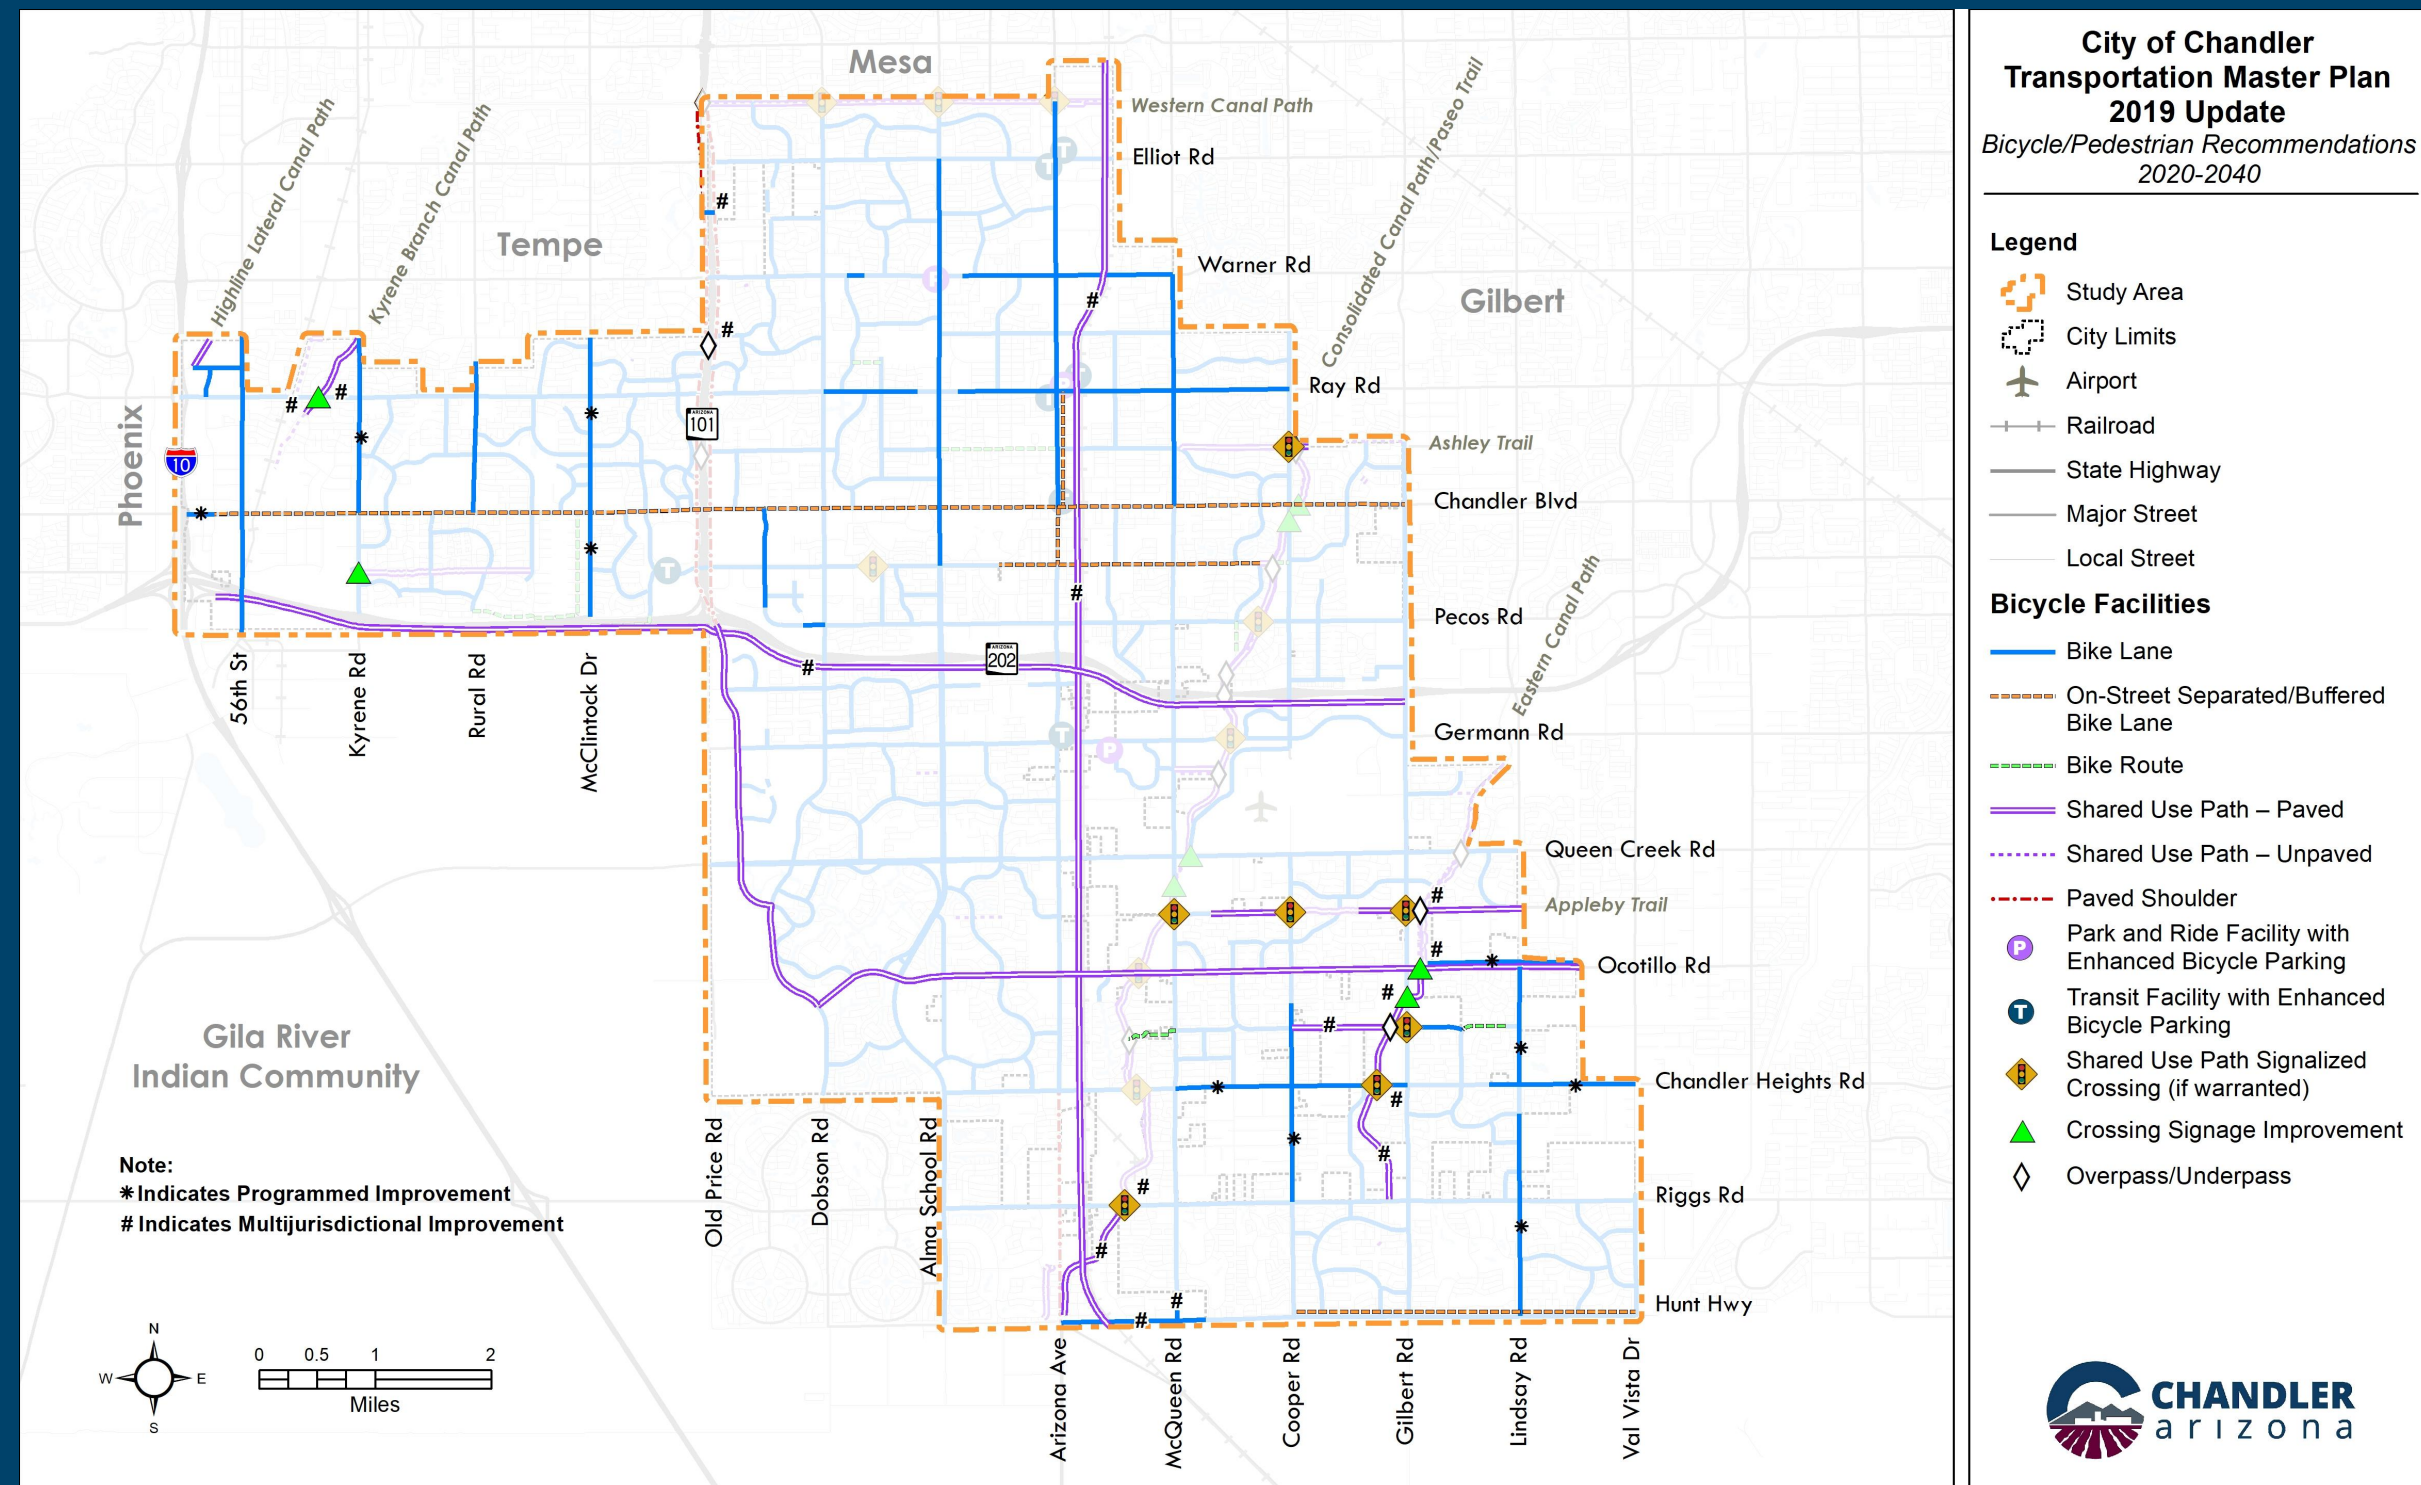 City of Chandler
Transportation Master Plan
2019 Update
Bicycle/Pedestrian Recommendations
2020-2040
Legend
Study Area
City Limits
Airport
Railroad
State Highway
Major Street
Local Street
Bicycle Facilities
Bike Lane
On-Street Separated/Buffered
Bike Lane
Bike Route
Shared Use Path – Paved
Shared Use Path – Unpaved
Paved Shoulder
P
Park and Ride Facility with
Enhanced Bicycle Parking
T
Transit Facility with Enhanced
Bicycle Parking
Shared Use Path Signalized
Crossing (if warranted)
Crossing Signage Improvement
Overpass/Underpass
CHANDLER
arizona
Mesa
Tempe
Phoenix
Gilbert
Gila River
Indian Community
Highline Lateral Canal Path
Kyrene Branch Canal Path
Western Canal Path
Consolidated Canal Path/Paseo Trail
Ashley Trail
Eastern Canal Path
Appleby Trail
Elliot Rd
Warner Rd
Ray Rd
Chandler Blvd
Pecos Rd
Germann Rd
Queen Creek Rd
Ocotillo Rd
Chandler Heights Rd
Riggs Rd
Hunt Hwy
10
ARIZONA
101
ARIZONA
202
56th St
Kyrene Rd
Rural Rd
McClintock Dr
Old Price Rd
Dobson Rd
Alma School Rd
Arizona Ave
McQueen Rd
Cooper Rd
Gilbert Rd
Lindsay Rd
Val Vista Dr
Note:
* Indicates Programmed Improvement
# Indicates Multijurisdictional Improvement
N
W E
S
0 0.5 1 2
Miles